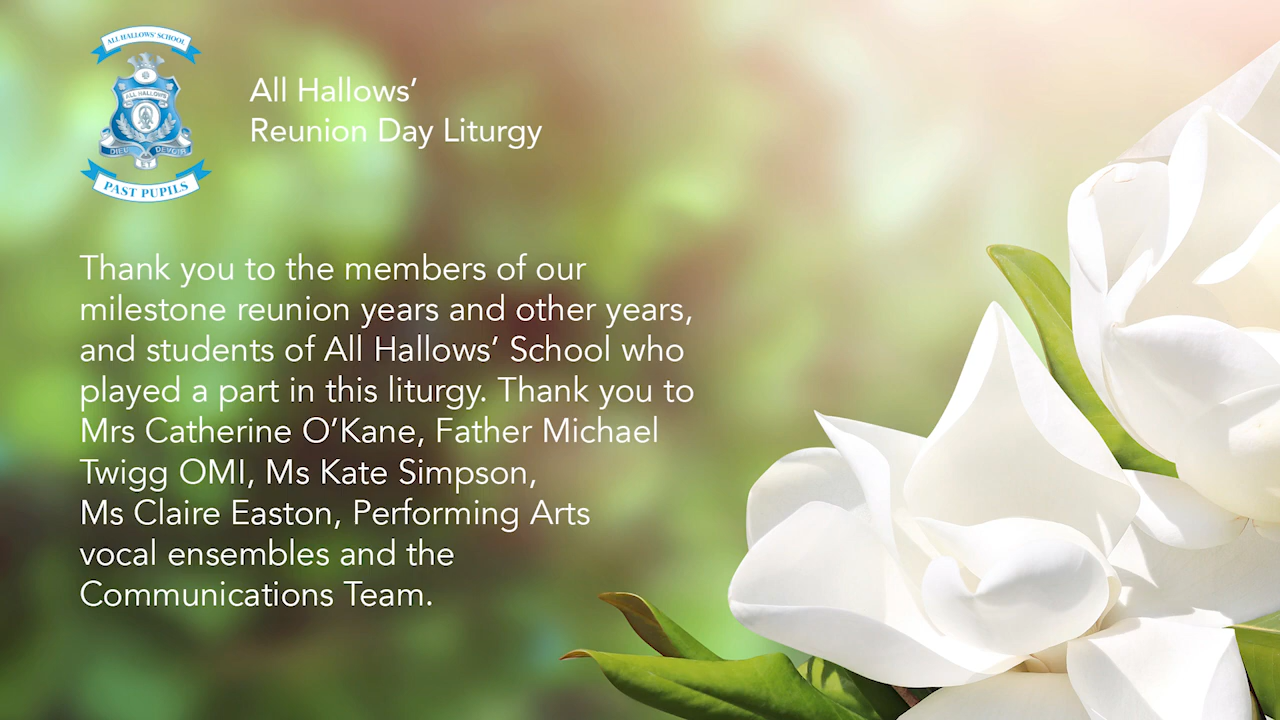 ALL HALLOWS' SCHOOL
ALL HALLOWS
DIEU ET DEVOIR
PAST PUPILS
All Hallows’
Reunion Day Liturgy
Thank you to the members of our
milestone reunion years and other years,
and students of All Hallows’ School who
played a part in this liturgy. Thank you to
Mrs Catherine O’Kane, Father Michael
Twigg OMI, Ms Kate Simpson,
Ms Claire Easton, Performing Arts
vocal ensembles and the
Communications Team.